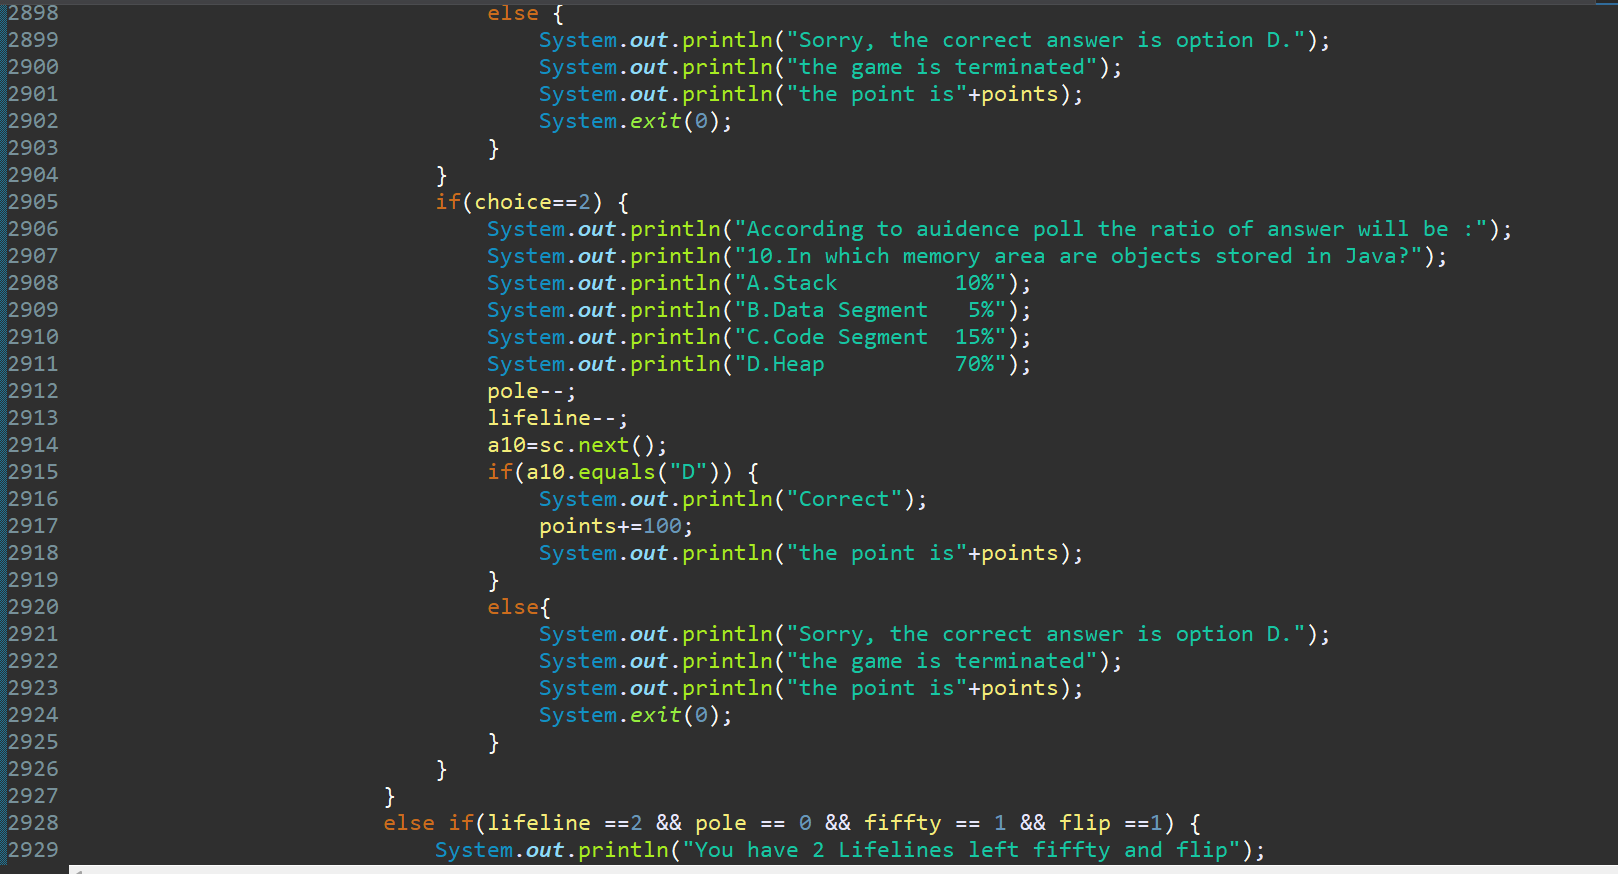 2898 else {
2899 System.out.println("Sorry, the correct answer is option D.");
2900 System.out.println("the game is terminated");
2901 System.out.println("the point is"+points);
2902 System.exit(0);
2903 }
2904 }
2905 if(choice==2) {
2906 System.out.println("According to auidence poll the ratio of answer will be :");
2907 System.out.println("10.In which memory area are objects stored in Java?");
2908 System.out.println("A.Stack         10%");
2909 System.out.println("B.Data Segment   5%");
2910 System.out.println("C.Code Segment  15%");
2911 System.out.println("D.Heap          70%");
2912 pole--;
2913 lifeline--;
2914 a10=sc.next();
2915 if(a10.equals("D")) {
2916 System.out.println("Correct");
2917 points+=100;
2918 System.out.println("the point is"+points);
2919 }
2920 else{
2921 System.out.println("Sorry, the correct answer is option D.");
2922 System.out.println("the game is terminated");
2923 System.out.println("the point is"+points);
2924 System.exit(0);
2925 }
2926 }
2927 }
2928 else if(lifeline ==2 && pole == 0 && fiffty == 1 && flip ==1) {
2929 System.out.println("You have 2 Lifelines left fiffty and flip");